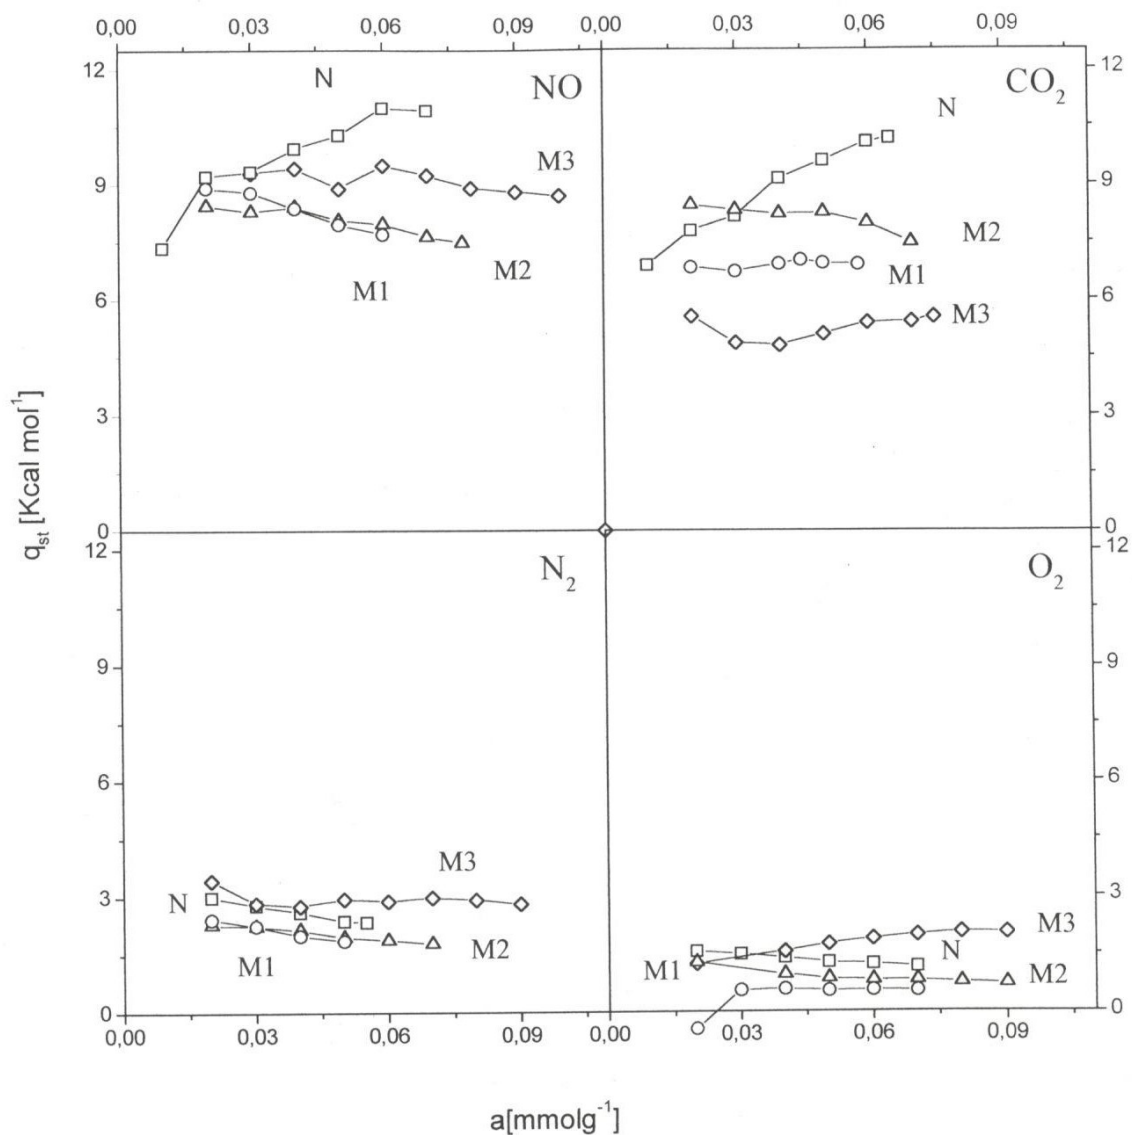 0,00 0,03 0,06 0,09 0,00 0,03 0,06 0,09
12 N NO CO2 N 12
M3
9 M2 9
M2 M1
M1
6 M3 6
3 3
0 0
qst [Kcal mol-1]
12 N2 O2 12
9 9
6 6
3 N M3 M3 3
M1 M2 M1 N M2
0 0
0,00 0,03 0,06 0,09 0,00 0,03 0,06 0,09
a[mmolg-1]